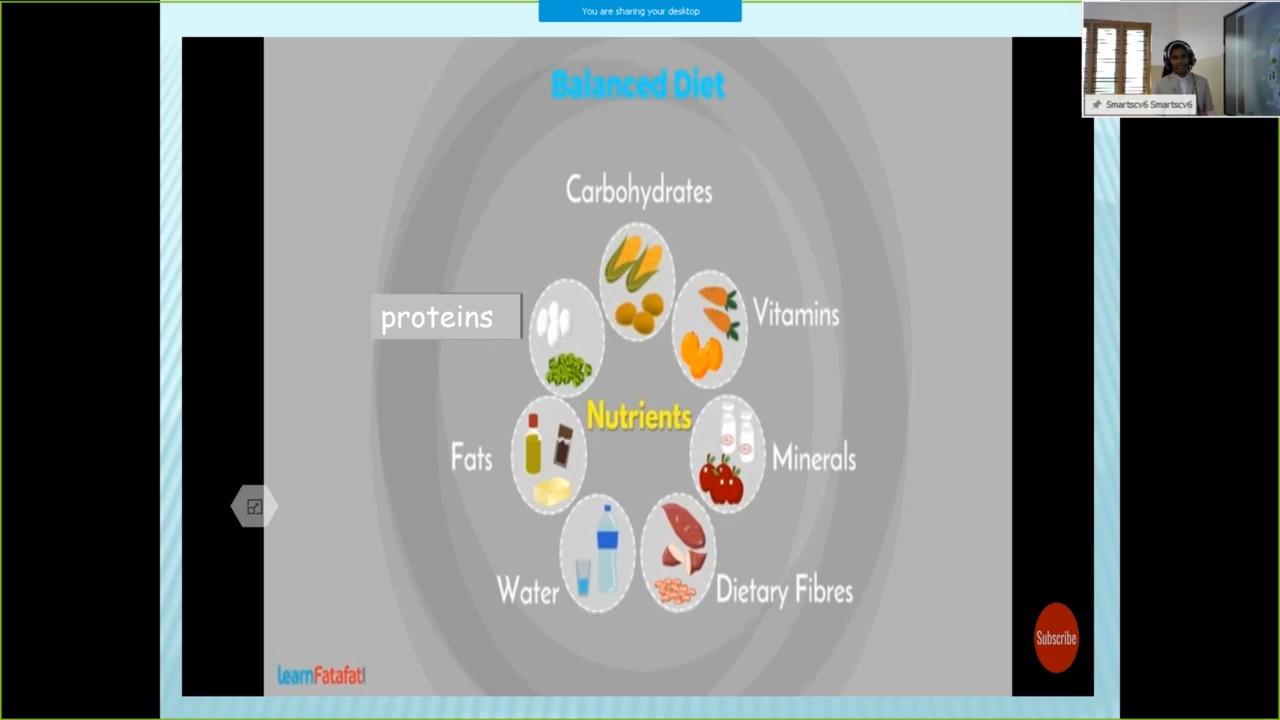 You are sharing your desktop
Smartscv6 Smartscv6
Balanced Diet
Carbohydrates
proteins
Vitamins
Nutrients
Fats
Minerals
Water
Dietary Fibres
Subscribe
learnFatafat